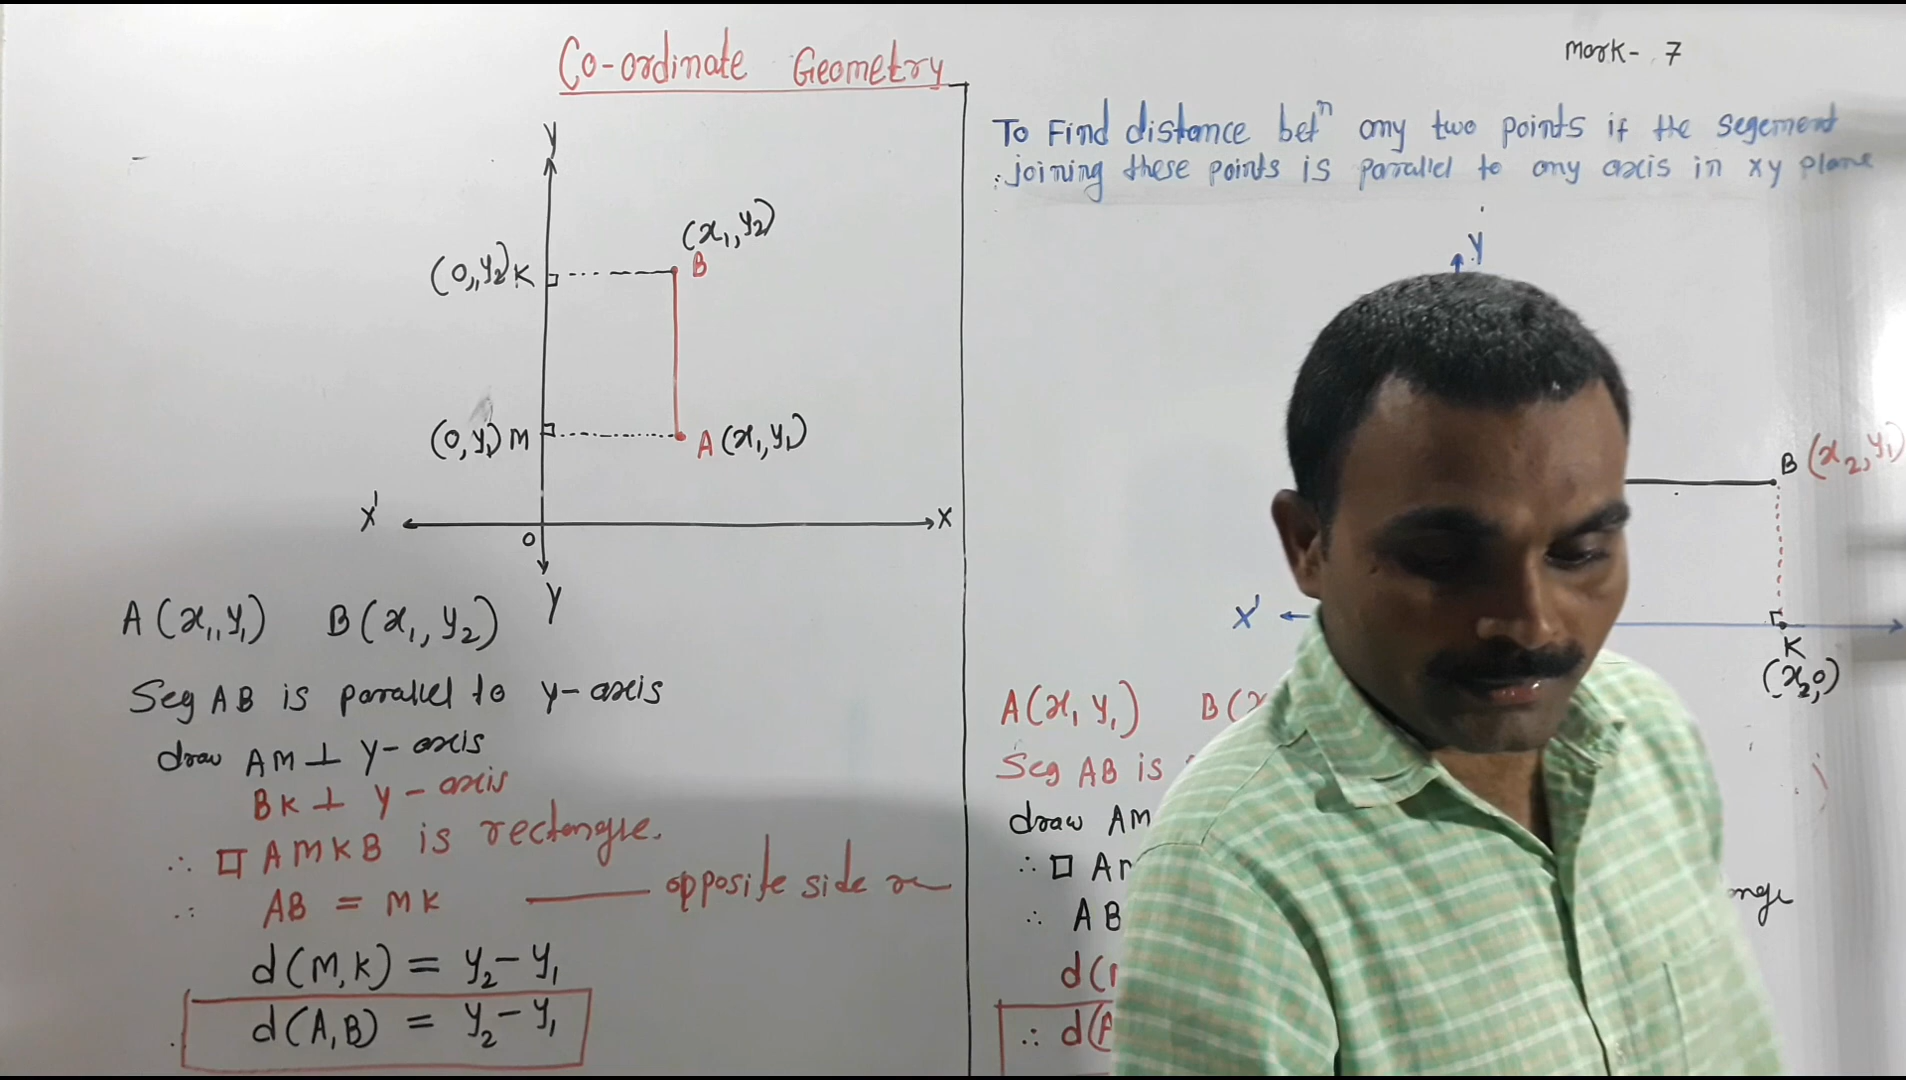 Co-ordinate Geometry
Y
(x₁, y₂)
(0, y₂) K
B
(0, y₁) M
A (x₁, y₁)
X'
X
O
Y
A (x₁, y₁) B (x₁, y₂)
Seg AB is parallel to y-axis
draw AM ⊥ Y-axis
BK ⊥ Y-axis
∴ □ AMKB is rectangle.
∴ AB = MK —— opposite side
d(M,K) = y₂ - y₁
d(A,B) = y₂ - y₁
Mark- 7
To Find distance betⁿ any two points if the segement
joining these points is parallel to any axis in xy plane
Y
B (x₂, y₁)
X'
K
(x₂, 0)
A(x₁ y₁) B(x
Seg AB is
draw AM
∴ □ A
∴ AB
d(
∴ d(A